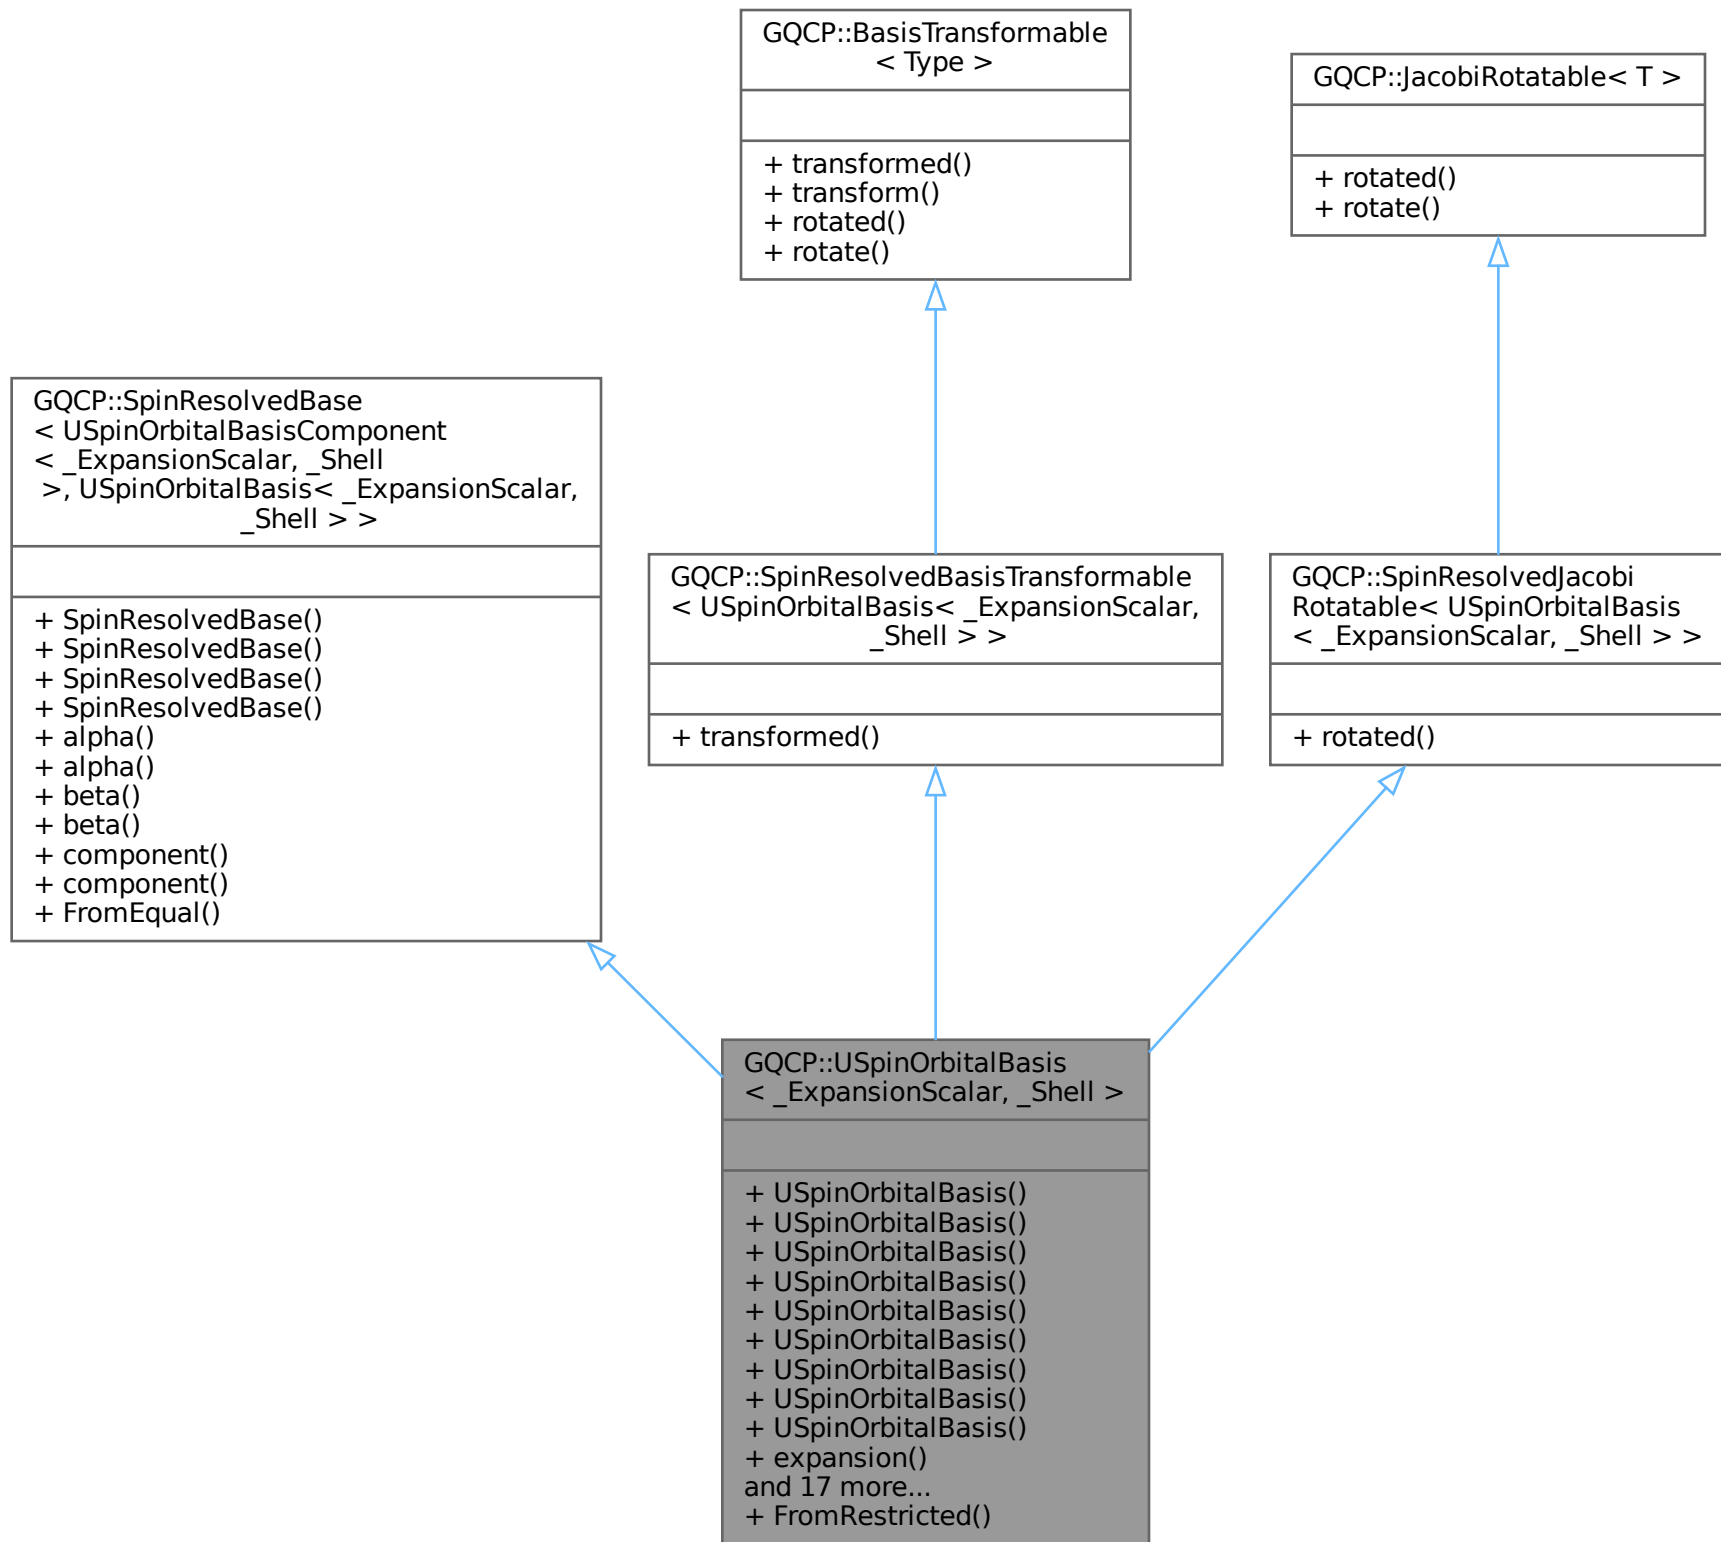 GQCP::BasisTransformable
< Type >
+ transformed()
+ transform()
+ rotated()
+ rotate()
GQCP::JacobiRotatable< T >
+ rotated()
+ rotate()
GQCP::SpinResolvedBase
< USpinOrbitalBasisComponent
< _ExpansionScalar, _Shell
>, USpinOrbitalBasis< _ExpansionScalar,
_Shell > >
+ SpinResolvedBase()
+ SpinResolvedBase()
+ SpinResolvedBase()
+ SpinResolvedBase()
+ alpha()
+ alpha()
+ beta()
+ beta()
+ component()
+ component()
+ FromEqual()
GQCP::SpinResolvedBasisTransformable
< USpinOrbitalBasis< _ExpansionScalar,
_Shell > >
+ transformed()
GQCP::SpinResolvedJacobi
Rotatable< USpinOrbitalBasis
< _ExpansionScalar, _Shell > >
+ rotated()
GQCP::USpinOrbitalBasis
< _ExpansionScalar, _Shell >
+ USpinOrbitalBasis()
+ USpinOrbitalBasis()
+ USpinOrbitalBasis()
+ USpinOrbitalBasis()
+ USpinOrbitalBasis()
+ USpinOrbitalBasis()
+ USpinOrbitalBasis()
+ USpinOrbitalBasis()
+ USpinOrbitalBasis()
+ expansion()
and 17 more...
+ FromRestricted()